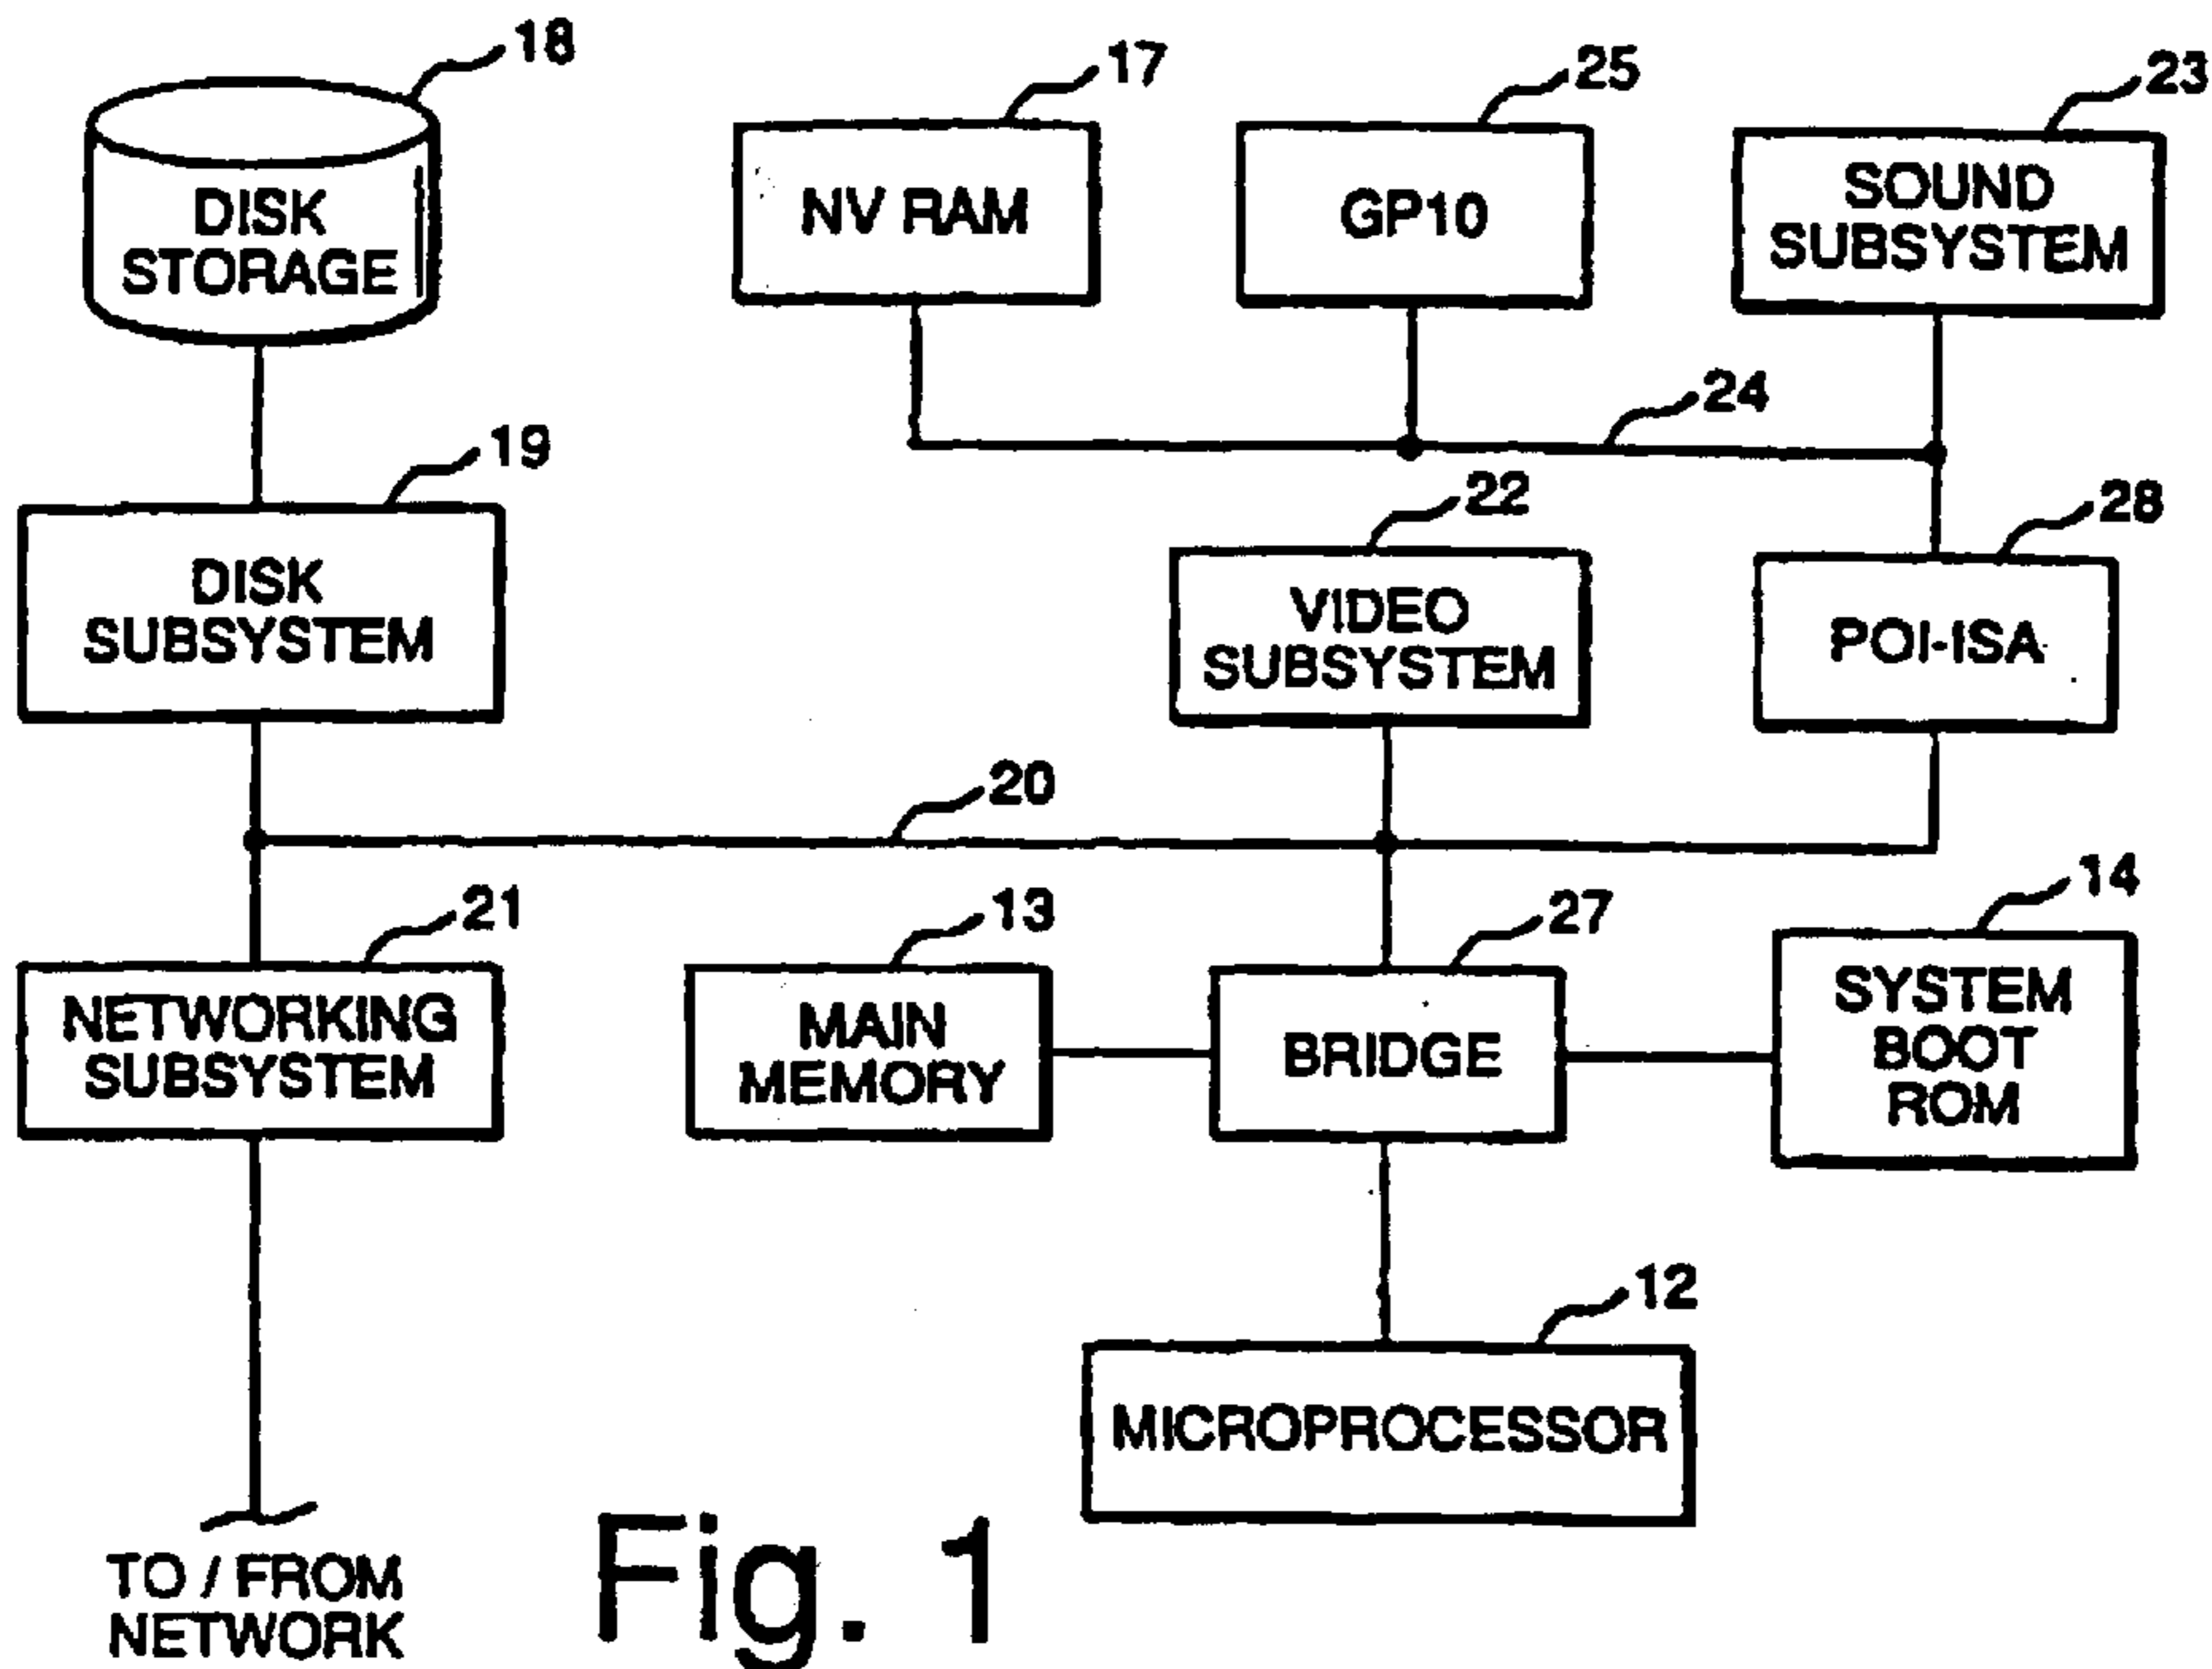 18
17
25
23
DISK
STORAGE
NV RAM
GP10
SOUND
SUBSYSTEM
24
19
22
28
DISK
SUBSYSTEM
VIDEO
SUBSYSTEM
POI-ISA
20
21
13
27
14
NETWORKING
SUBSYSTEM
MAIN
MEMORY
BRIDGE
SYSTEM
BOOT
ROM
12
MICROPROCESSOR
TO / FROM
NETWORK
Fig. 1